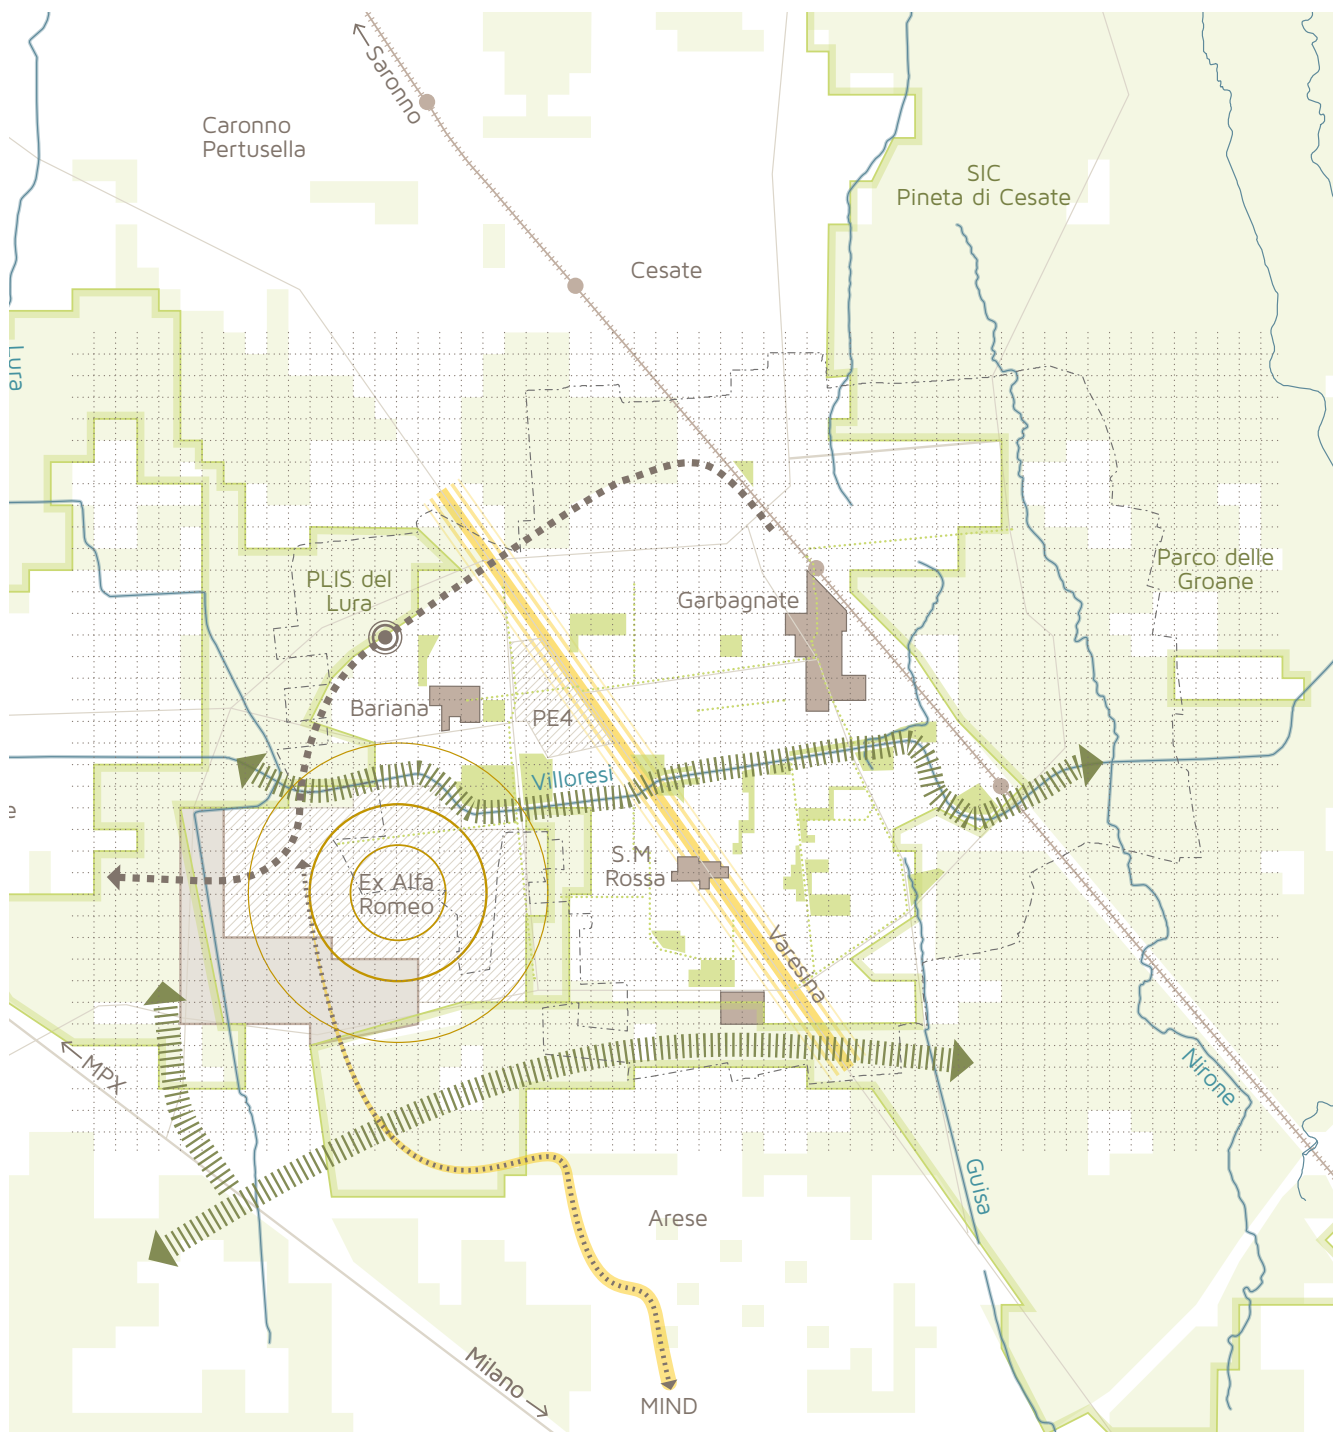 ← Saronno
Caronno
Pertusella
SIC
Pineta di Cesate
Cesate
Lura
PLIS del
Lura
Parco delle
Groane
Garbagnate
Bariana
PE4
Villoresi
e
S.M.
Rossa
Ex Alfa
Romeo
Varesina
← MPX
Nirone
Guisa
Arese
Milano →
MIND